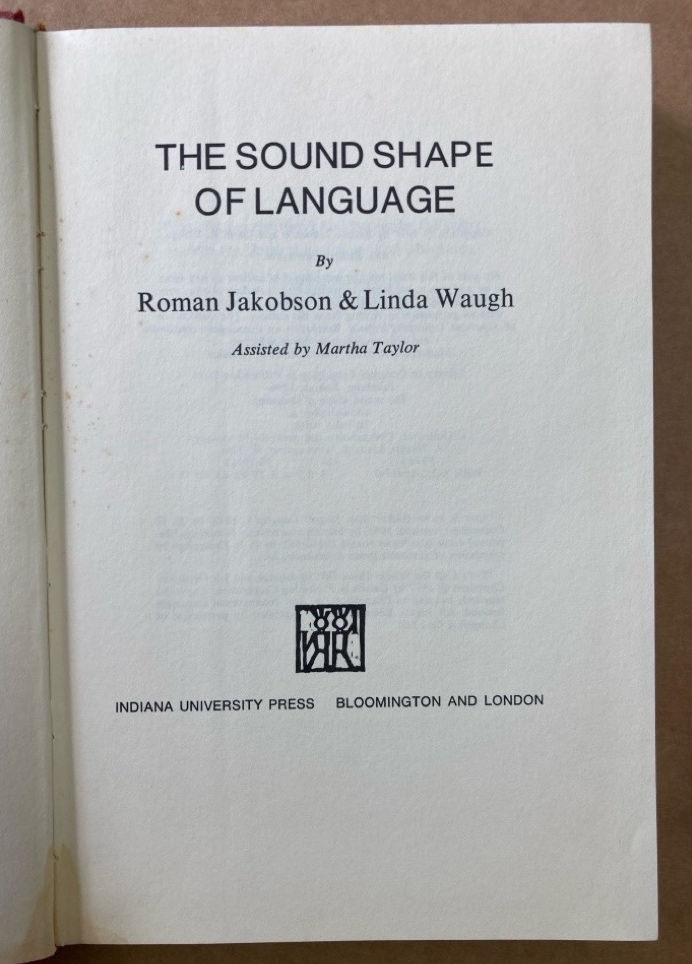 THE SOUND SHAPE
OF LANGUAGE
By
Roman Jakobson & Linda Waugh
Assisted by Martha Taylor
INDIANA UNIVERSITY PRESS BLOOMINGTON AND LONDON